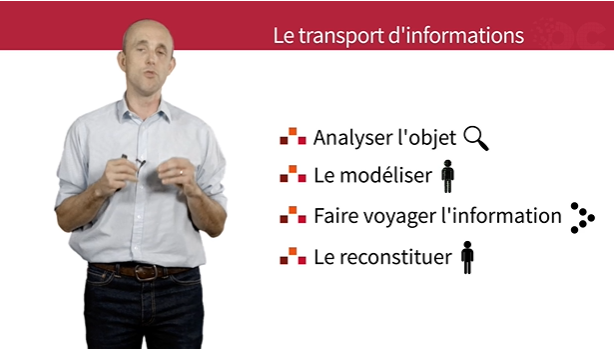 Le transport d'informations
Analyser l'objet
Le modéliser
Faire voyager l'information
Le reconstituer